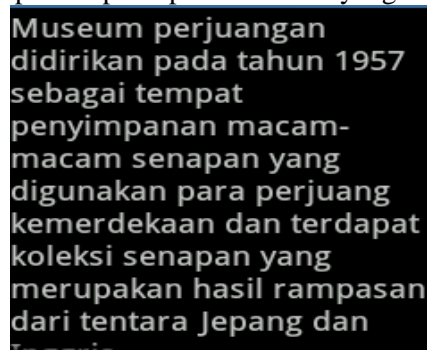 Museum perjuangan
didirikan pada tahun 1957
sebagai tempat
penyimpanan macam-
macam senapan yang
digunakan para perjuang
kemerdekaan dan terdapat
koleksi senapan yang
merupakan hasil rampasan
dari tentara Jepang dan